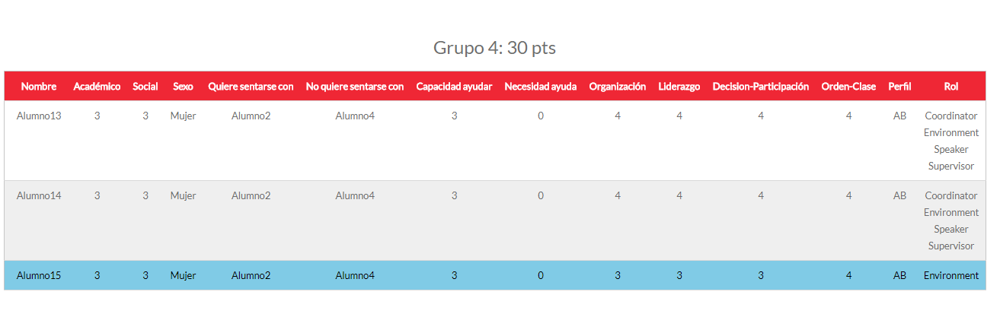 Grupo 4: 30 pts
Nombre Académico Social Sexo Quiere sentarse con No quiere sentarse con Capacidad ayudar Necesidad ayuda Organización Liderazgo Decision-Participación Orden-Clase Perfil Rol
Alumno13 3 3 Mujer Alumno2 Alumno4 3 0 4 4 4 4 AB Coordinator
Environment
Speaker
Supervisor
Alumno14 3 3 Mujer Alumno2 Alumno4 3 0 4 4 4 4 AB Coordinator
Environment
Speaker
Supervisor
Alumno15 3 3 Mujer Alumno2 Alumno4 3 0 3 3 3 4 AB Environment